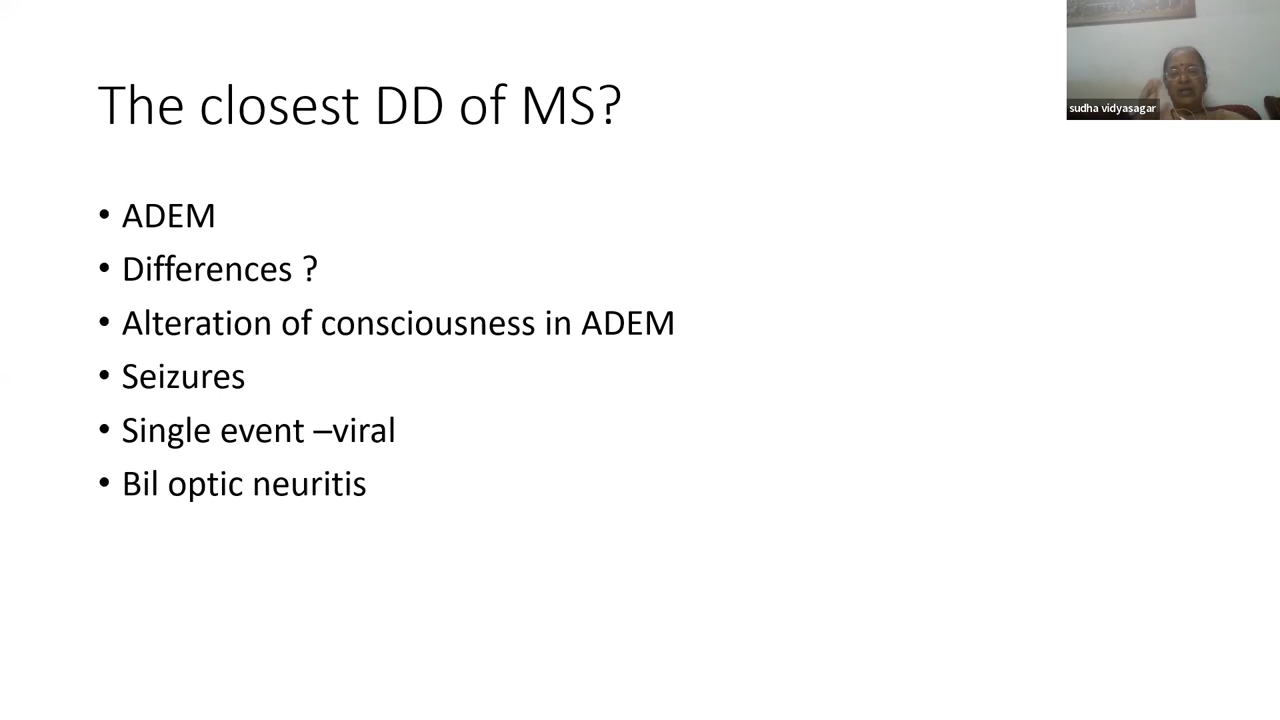 The closest DD of MS?
sudha vidyasagar
• ADEM
• Differences ?
• Alteration of consciousness in ADEM
• Seizures
• Single event –viral
• Bil optic neuritis